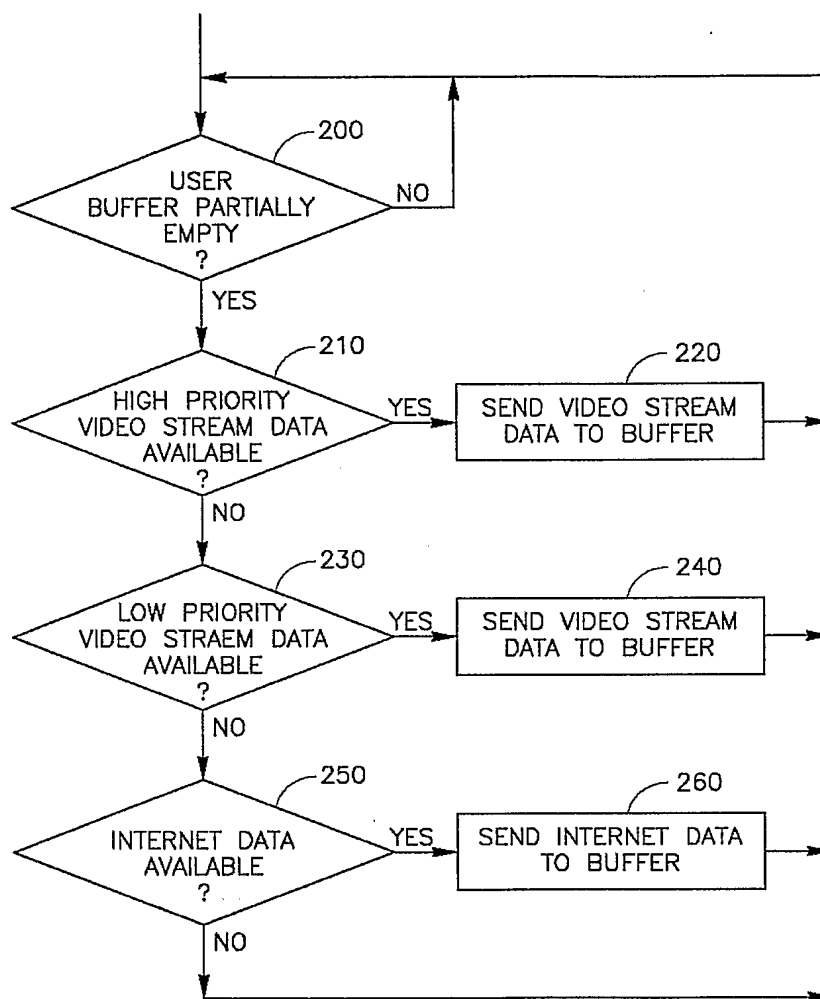 200
USER
BUFFER PARTIALLY
EMPTY
?
NO
YES
210
HIGH PRIORITY
VIDEO STREAM DATA
AVAILABLE
?
YES
220
SEND VIDEO STREAM
DATA TO BUFFER
NO
230
LOW PRIORITY
VIDEO STRAEM DATA
AVAILABLE
?
YES
240
SEND VIDEO STREAM
DATA TO BUFFER
NO
250
INTERNET DATA
AVAILABLE
?
YES
260
SEND INTERNET DATA
TO BUFFER
NO